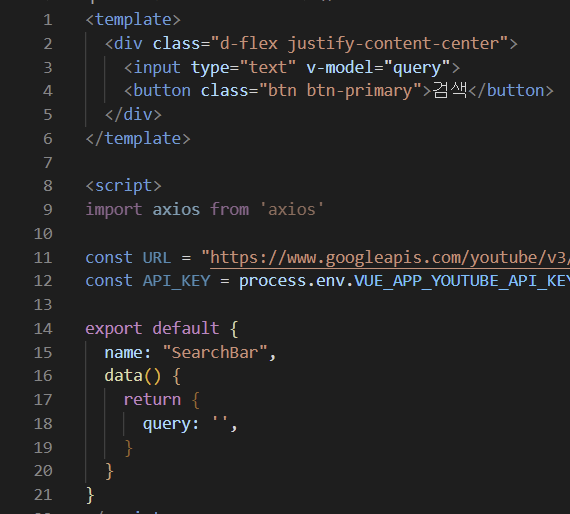 1 <template>
2 <div class="d-flex justify-content-center">
3 <input type="text" v-model="query">
4 <button class="btn btn-primary">검색</button>
5 </div>
6 </template>
7
8 <script>
9 import axios from 'axios'
10
11 const URL = "https://www.googleapis.com/youtube/v3/
12 const API_KEY = process.env.VUE_APP_YOUTUBE_API_KEY
13
14 export default {
15 name: "SearchBar",
16 data() {
17 return {
18 query: '',
19 }
20 }
21 }